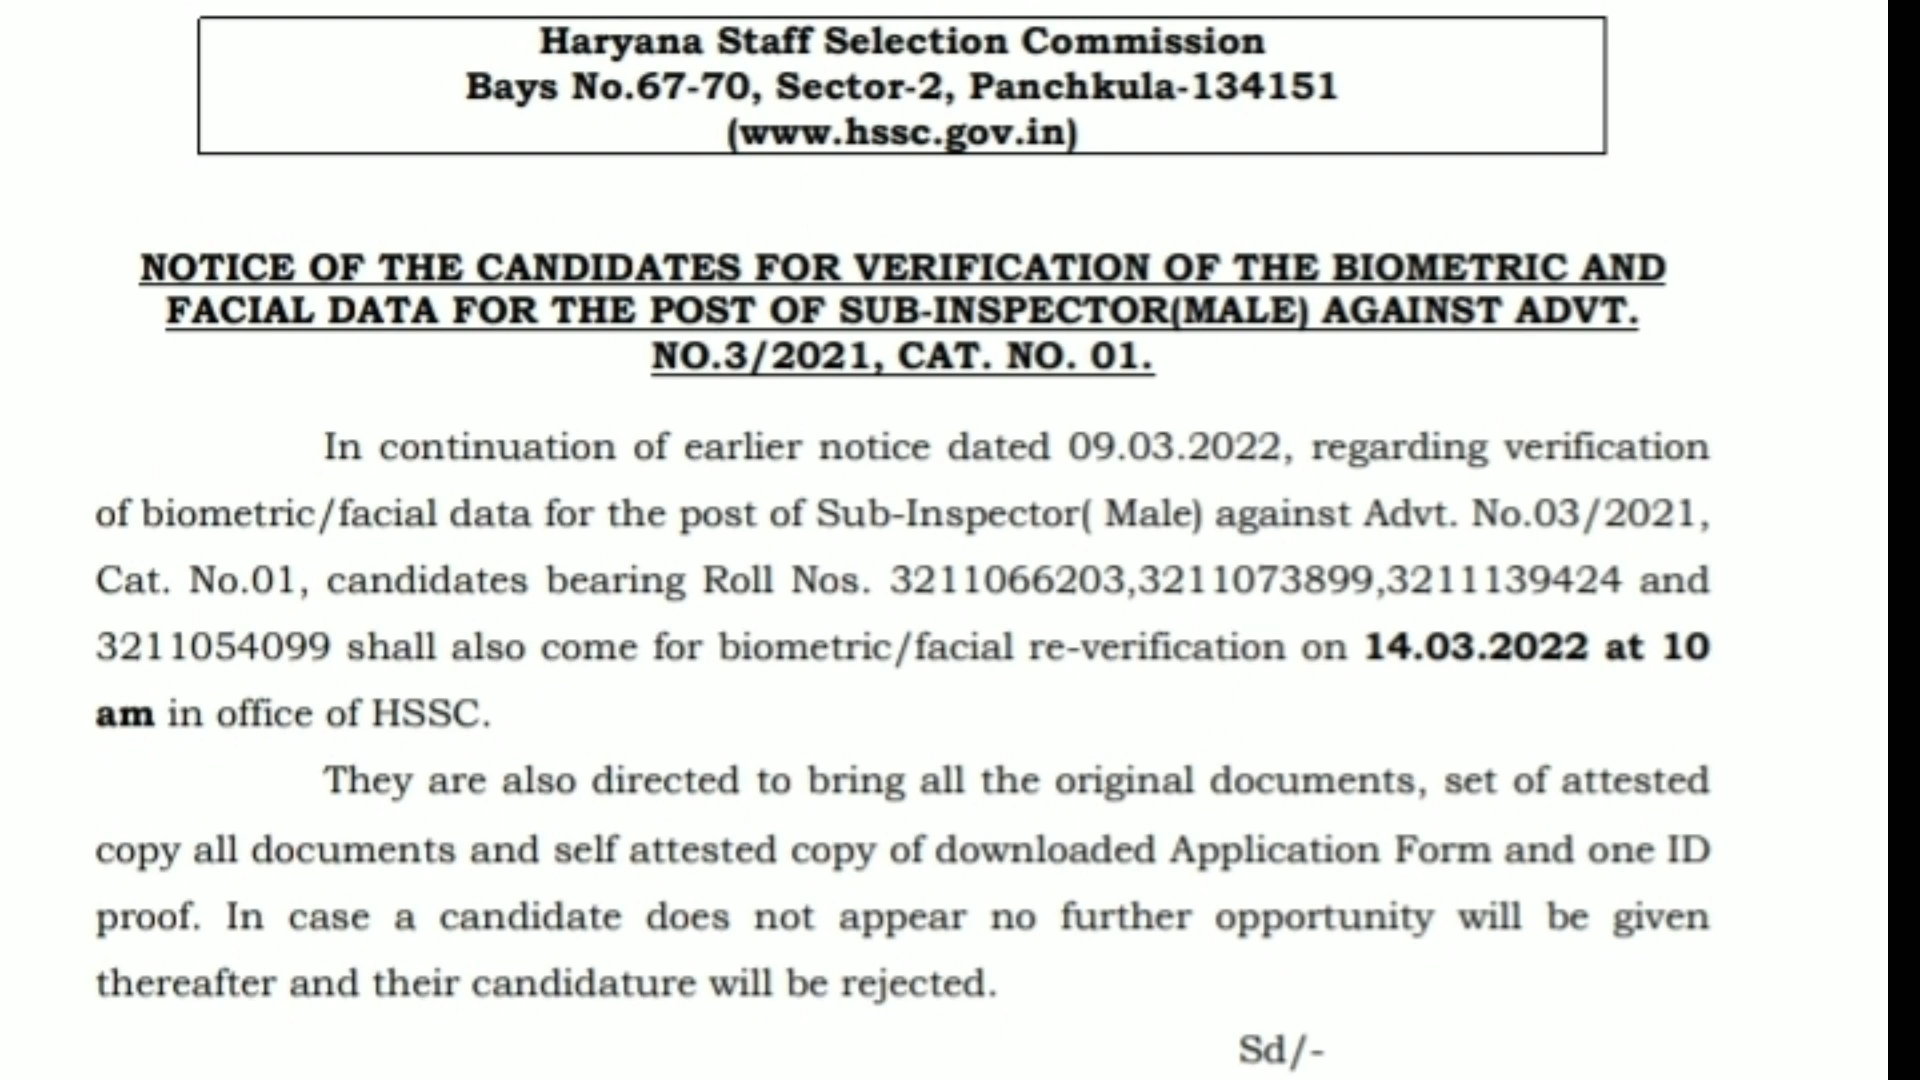 Haryana Staff Selection Commission
Bays No.67-70, Sector-2, Panchkula-134151
(www.hssc.gov.in)
NOTICE OF THE CANDIDATES FOR VERIFICATION OF THE BIOMETRIC AND
FACIAL DATA FOR THE POST OF SUB-INSPECTOR(MALE) AGAINST ADVT.
NO.3/2021, CAT. NO. 01.
In continuation of earlier notice dated 09.03.2022, regarding verification
of biometric/facial data for the post of Sub-Inspector( Male) against Advt. No.03/2021,
Cat. No.01, candidates bearing Roll Nos. 3211066203,3211073899,3211139424 and
3211054099 shall also come for biometric/facial re-verification on 14.03.2022 at 10
am in office of HSSC.
They are also directed to bring all the original documents, set of attested
copy all documents and self attested copy of downloaded Application Form and one ID
proof. In case a candidate does not appear no further opportunity will be given
thereafter and their candidature will be rejected.
Sd/-